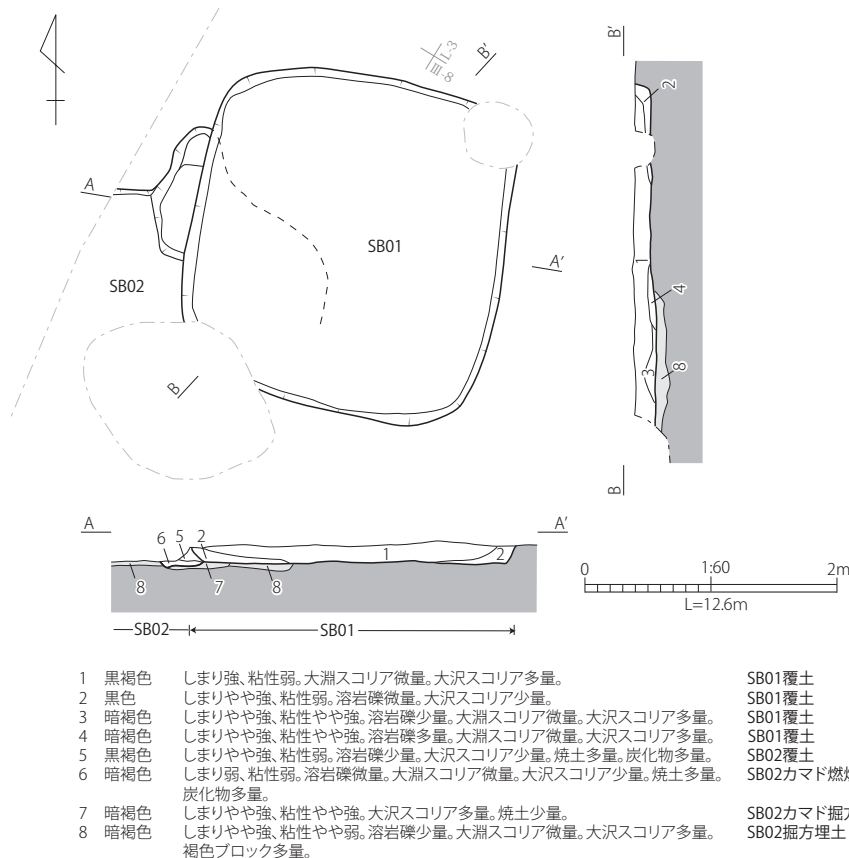 B'
L-3
III-8
B'
2
A
SB01
A'
SB02
1
4
B
3
8
B
A
6 5 2
1
2
A'
8
7
8
SB02
SB01
0 1:60 2m
L=12.6m
1 黒褐色 しまり強、粘性弱。大淵スコリア微量。大沢スコリア多量。 SB01覆土
2 黒色 しまりやや強、粘性弱。溶岩礫微量。大沢スコリア少量。 SB01覆土
3 暗褐色 しまりやや強、粘性やや強。溶岩礫少量。大淵スコリア微量。大沢スコリア多量。 SB01覆土
4 暗褐色 しまりやや強、粘性やや強。溶岩礫多量。大淵スコリア微量。大沢スコリア多量。 SB01覆土
5 黒褐色 しまりやや強、粘性弱。溶岩礫少量。大沢スコリア少量。焼土多量。炭化物多量。 SB02覆土
6 暗褐色 しまり弱、粘性弱。溶岩礫微量。大淵スコリア微量。大沢スコリア少量。焼土多量。 SB02カマド燃
炭化物多量。
7 暗褐色 しまりやや強、粘性やや強。大沢スコリア多量。焼土少量。 SB02カマド掘
8 暗褐色 しまりやや強、粘性やや弱。溶岩礫少量。大淵スコリア微量。大沢スコリア多量。 SB02掘方埋土
褐色ブロック多量。